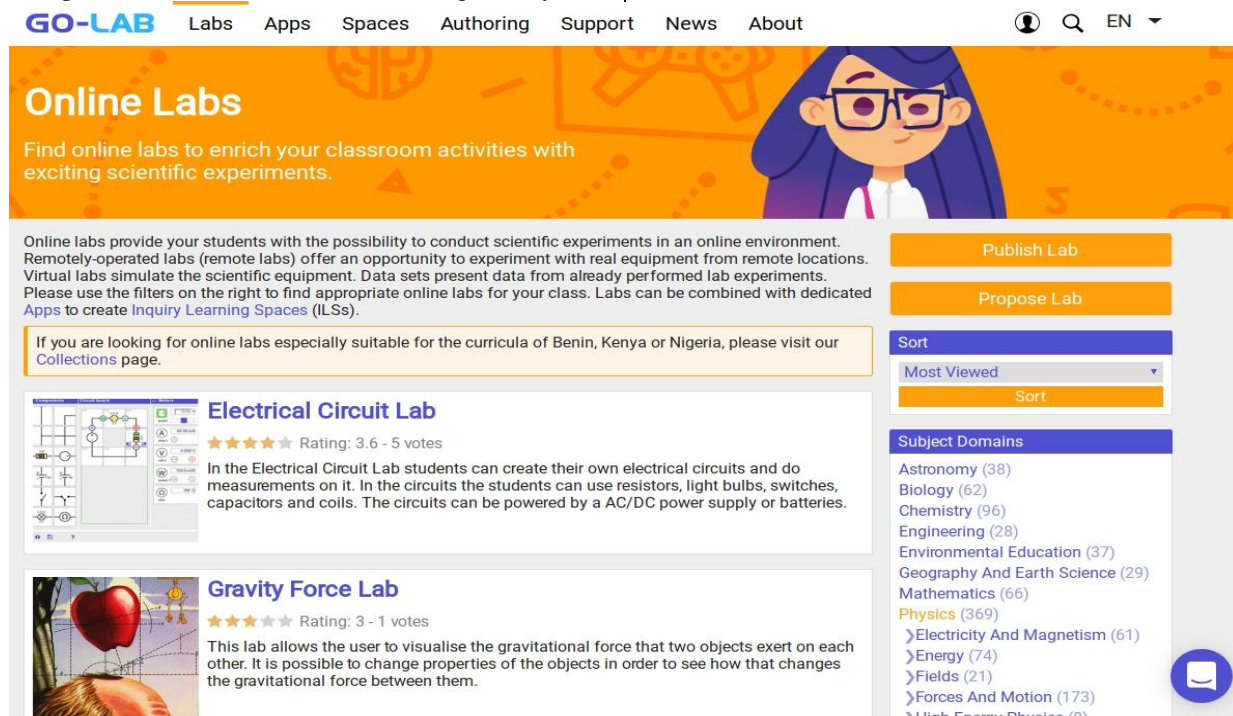 GO-LAB Labs Apps Spaces Authoring Support News About EN
Online Labs
Find online labs to enrich your classroom activities with
exciting scientific experiments.
Online labs provide your students with the possibility to conduct scientific experiments in an online environment.
Remotely-operated labs (remote labs) offer an opportunity to experiment with real equipment from remote locations.
Virtual labs simulate the scientific equipment. Data sets present data from already performed lab experiments.
Please use the filters on the right to find appropriate online labs for your class. Labs can be combined with dedicated
Apps to create Inquiry Learning Spaces (ILSs).
If you are looking for online labs especially suitable for the curricula of Benin, Kenya or Nigeria, please visit our
Collections page.
Components Circuit board Meters
Electrical Circuit Lab
Rating: 3.6 - 5 votes
In the Electrical Circuit Lab students can create their own electrical circuits and do
measurements on it. In the circuits the students can use resistors, light bulbs, switches,
capacitors and coils. The circuits can be powered by a AC/DC power supply or batteries.
Gravity Force Lab
Rating: 3 - 1 votes
This lab allows the user to visualise the gravitational force that two objects exert on each
other. It is possible to change properties of the objects in order to see how that changes
the gravitational force between them.
Publish Lab
Propose Lab
Sort
Most Viewed
Sort
Subject Domains
Astronomy (38)
Biology (62)
Chemistry (96)
Engineering (28)
Environmental Education (37)
Geography And Earth Science (29)
Mathematics (66)
Physics (369)
❯Electricity And Magnetism (61)
❯Energy (74)
❯Fields (21)
❯Forces And Motion (173)